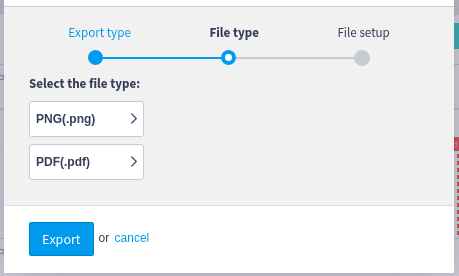 Export type File type File setup
Select the file type:
PNG(.png)
PDF(.pdf)
Export or cancel